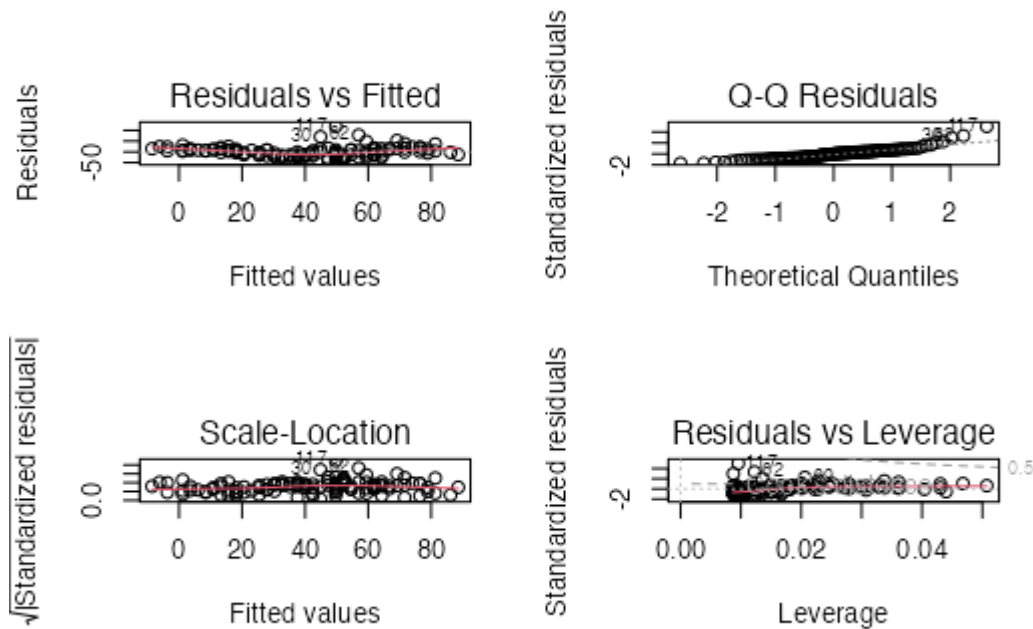 Residuals vs Fitted
Residuals
-50
117
30
62
0 20 40 60 80
Fitted values
Q-Q Residuals
Standardized residuals
-2
117
-2 -1 0 1 2
Theoretical Quantiles
Scale-Location
√|Standardized residuals|
0.0
117
30
62
0 20 40 60 80
Fitted values
Residuals vs Leverage
Standardized residuals
-2
117
62
0.5
0.00 0.02 0.04
Leverage